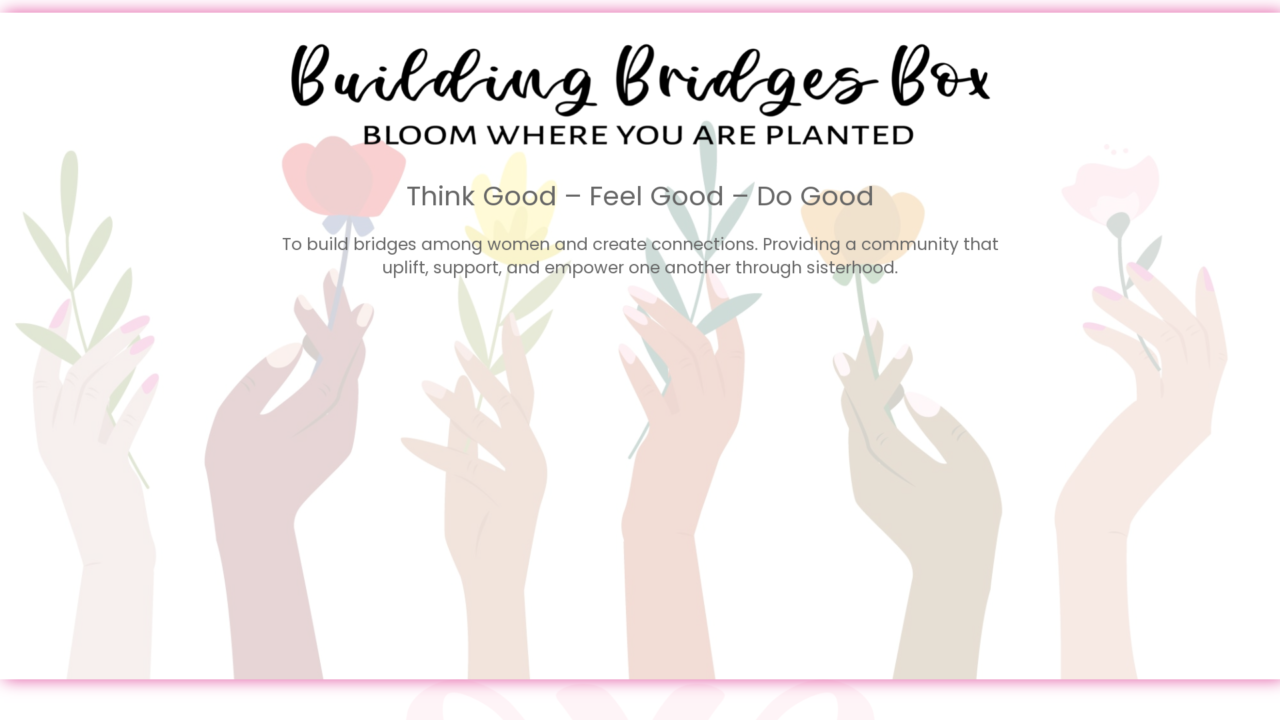 Building Bridges Box
BLOOM WHERE YOU ARE PLANTED
Think Good – Feel Good – Do Good
To build bridges among women and create connections. Providing a community that
uplift, support, and empower one another through sisterhood.